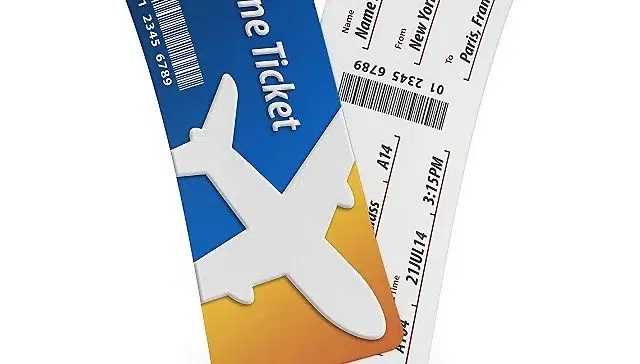 1 2345 6789
ne Ticket
Name
Name
From
New York
To
Paris, Fran
01 2345 6789
A14
ass
3:15PM
21JUL14
Time